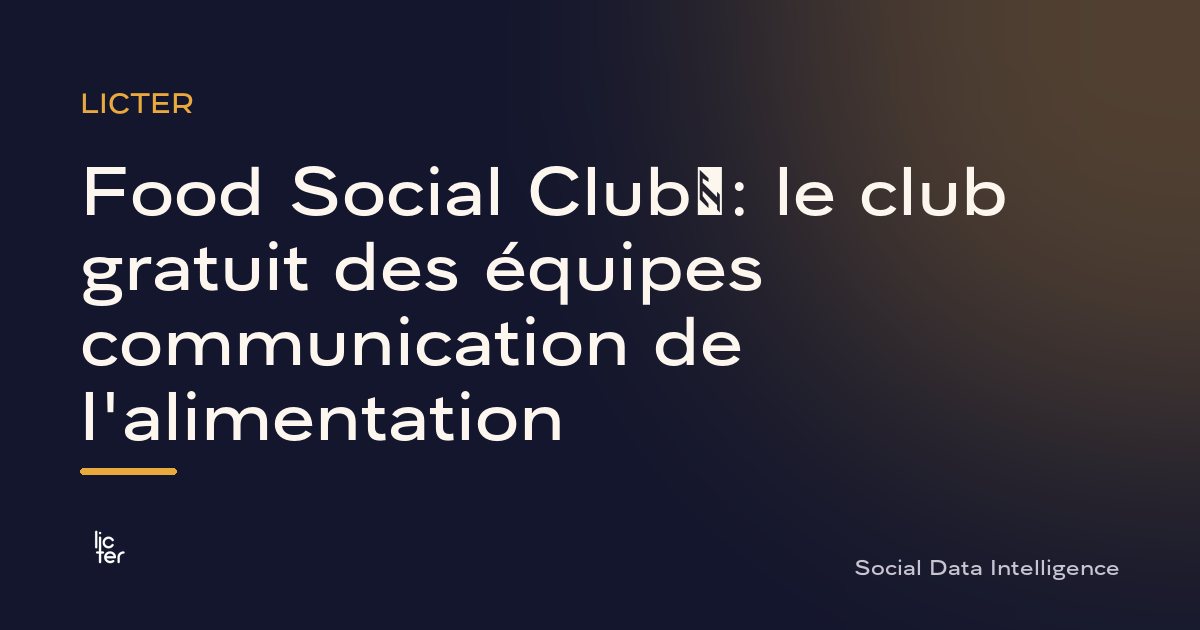 LICTER
Food Social Club : le club
gratuit des équipes
communication de
l'alimentation
lic
ter
Social Data Intelligence